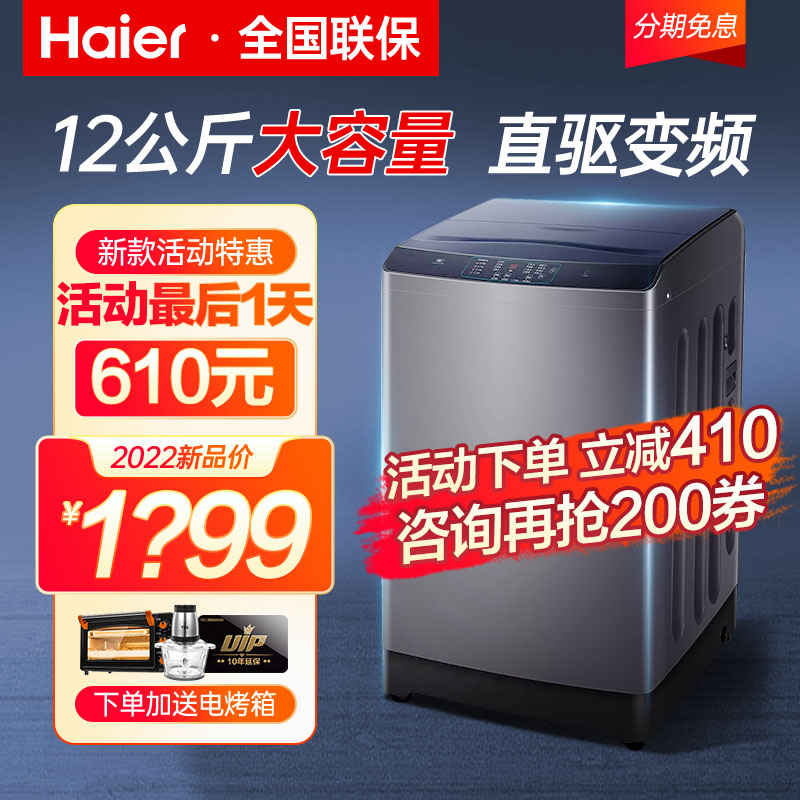 Haier · 全国联保
分期免息
12公斤大容量 直驱变频
新款活动特惠
活动最后1天
610元
2022新品价
¥1?99
活动下单 立减410
咨询再抢200券
VIP
10年延保
下单加送电烤箱